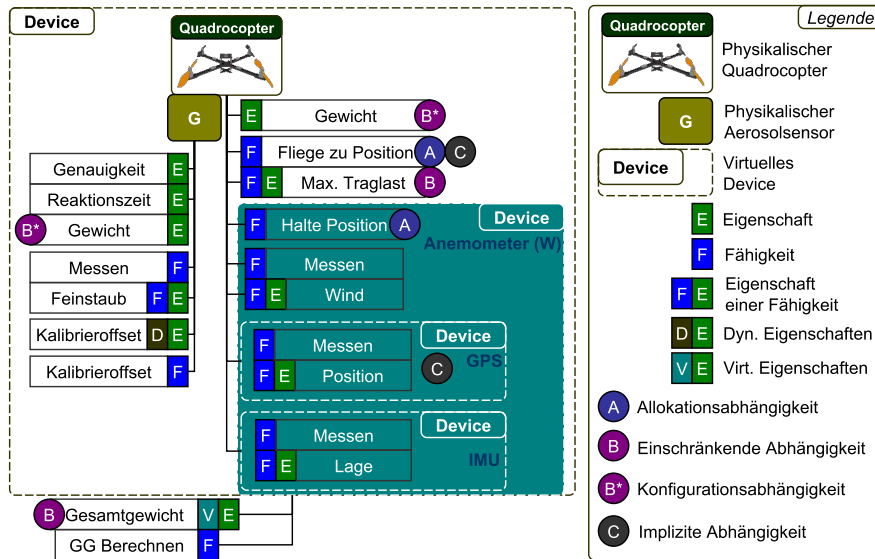 Device
Quadrocopter
G
E Gewicht B*
F Fliege zu Position A C
F E Max. Traglast B
Genauigkeit E
Reaktionszeit E
B* Gewicht E
Messen F
Feinstaub F E
Kalibrieroffset D E
Kalibrieroffset F
Device
F Halte Position A
Anemometer (W)
F Messen
F E Wind
Device
F Messen
GPS
F E Position C
Device
F Messen
IMU
F E Lage
B Gesamtgewicht V E
GG Berechnen F
Legende
Quadrocopter
Physikalischer
Quadrocopter
G
Physikalischer
Aerosolsensor
Device
Virtuelles
Device
E Eigenschaft
F Fähigkeit
F E Eigenschaft
einer Fähigkeit
D E Dyn. Eigenschaften
V E Virt. Eigenschaften
A Allokationsabhängigkeit
B Einschränkende Abhängigkeit
B* Konfigurationsabhängigkeit
C Implizite Abhängigkeit